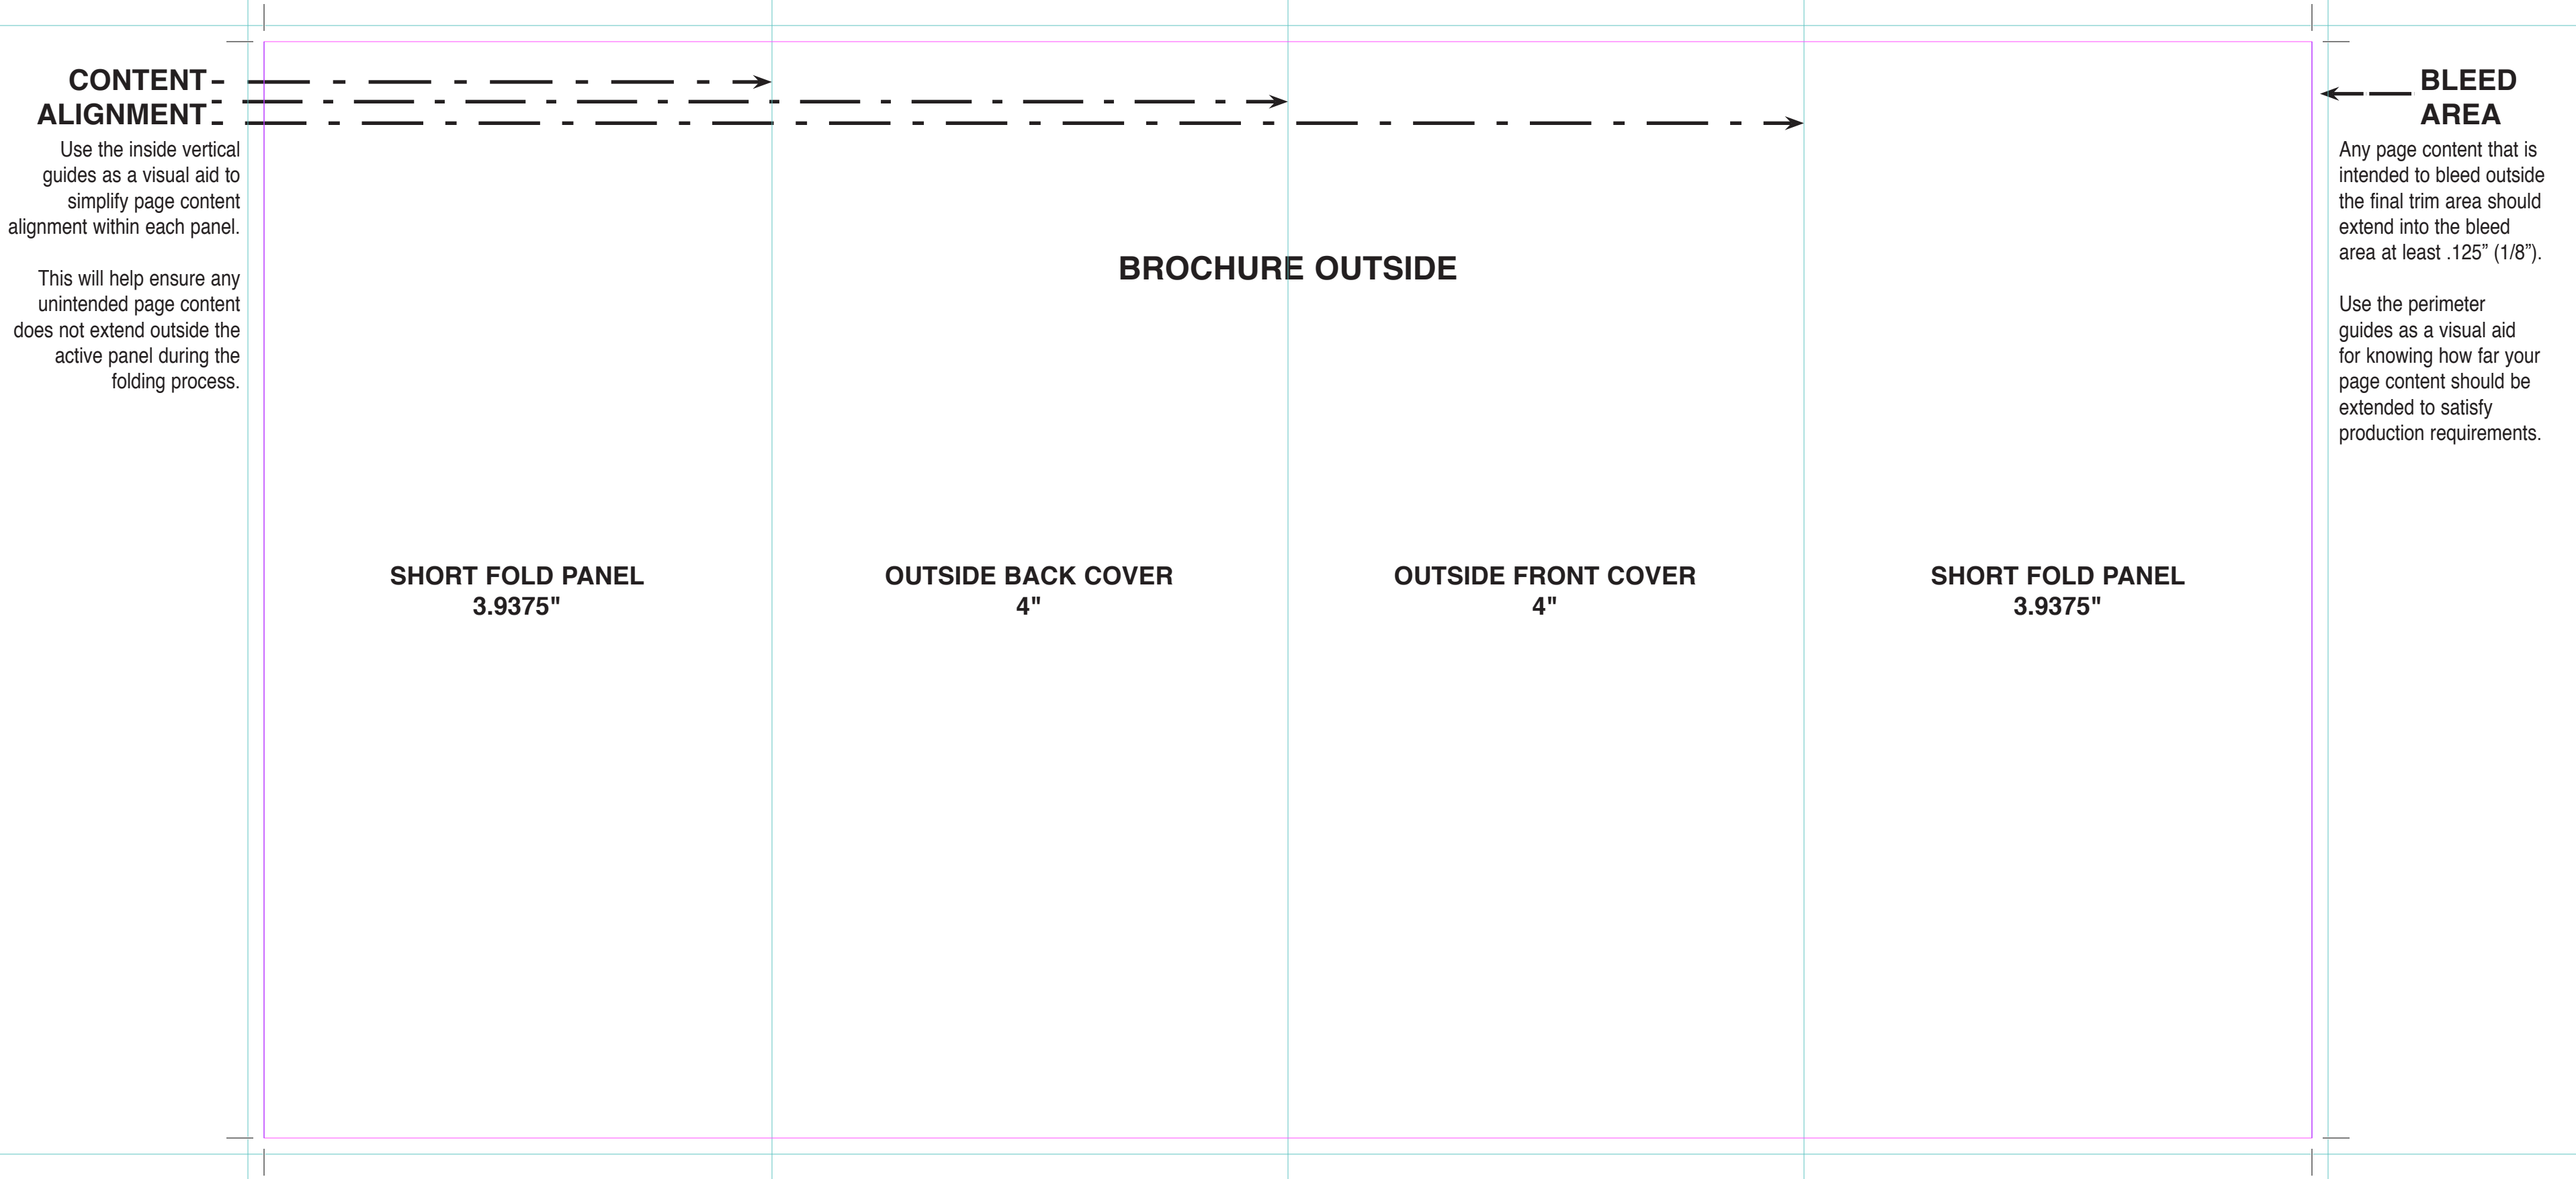 CONTENT
ALIGNMENT
Use the inside vertical
guides as a visual aid to
simplify page content
alignment within each panel.
This will help ensure any
unintended page content
does not extend outside the
active panel during the
folding process.
BROCHURE OUTSIDE
SHORT FOLD PANEL
3.9375"
OUTSIDE BACK COVER
4"
OUTSIDE FRONT COVER
4"
SHORT FOLD PANEL
3.9375"
BLEED
AREA
Any page content that is
intended to bleed outside
the final trim area should
extend into the bleed
area at least .125” (1/8”).
Use the perimeter
guides as a visual aid
for knowing how far your
page content should be
extended to satisfy
production requirements.